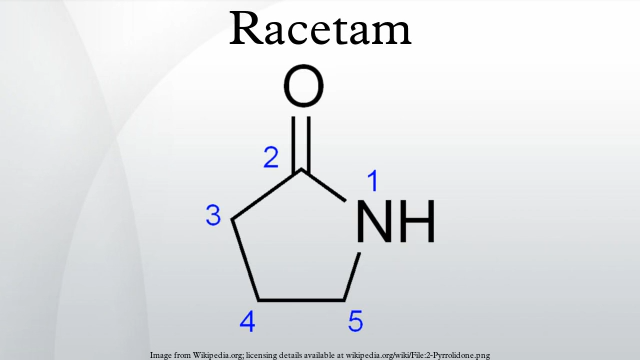 Racetam
O
2
1
3
NH
4
5
Image from Wikipedia.org; licensing details available at wikipedia.org/wiki/File:2-Pyrrolidone.png